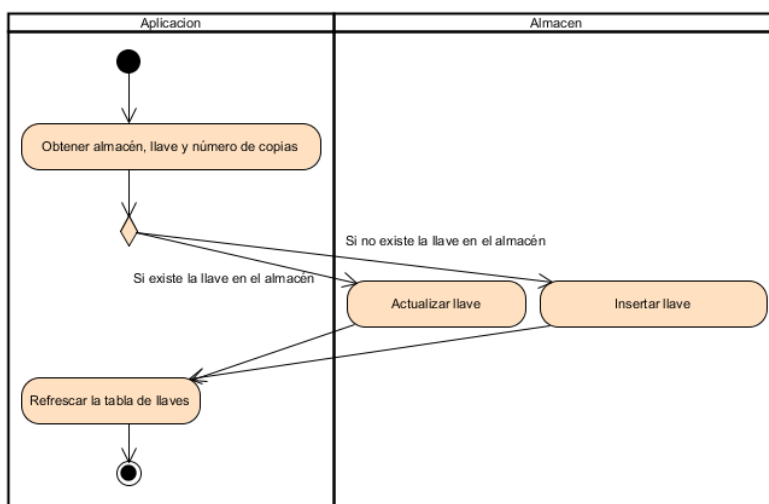 Aplicacion
Almacen
Obtener almacén, llave y número de copias
Si no existe la llave en el almacén
Si existe la llave en el almacén
Actualizar llave
Insertar llave
Refrescar la tabla de llaves